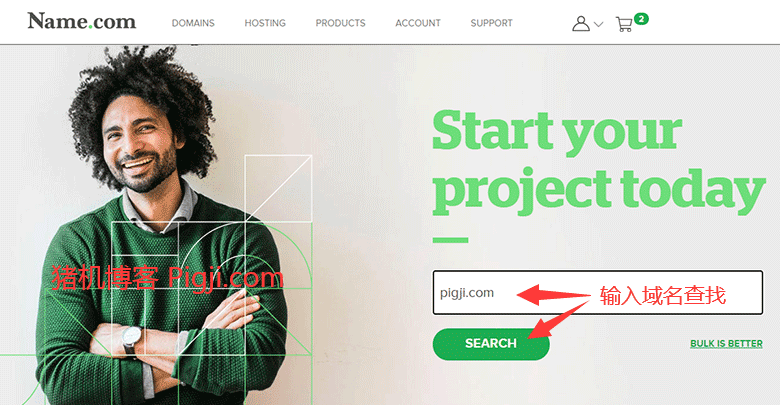 Name.com
DOMAINS
HOSTING
PRODUCTS
ACCOUNT
SUPPORT
2
Start your
project today
猪机博客 Pigji.com
pigji.com
输入域名查找
SEARCH
BULK IS BETTER